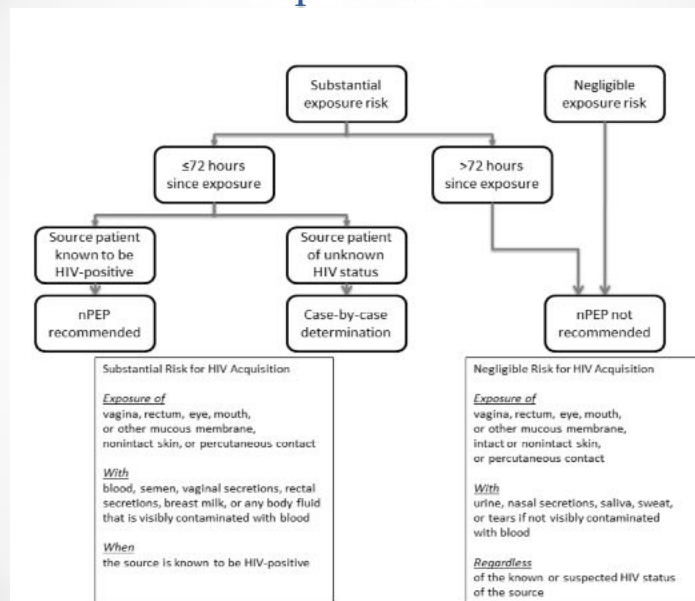 Substantial
exposure risk
Negligible
exposure risk
≤72 hours
since exposure
>72 hours
since exposure
Source patient
known to be
HIV-positive
Source patient
of unknown
HIV status
nPEP
recommended
Case-by-case
determination
nPEP not
recommended
Substantial Risk for HIV Acquisition
Exposure of
vagina, rectum, eye, mouth,
or other mucous membrane,
nonintact skin, or percutaneous contact
With
blood, semen, vaginal secretions, rectal
secretions, breast milk, or any body fluid
that is visibly contaminated with blood
When
the source is known to be HIV-positive
Negligible Risk for HIV Acquisition
Exposure of
vagina, rectum, eye, mouth,
or other mucous membrane,
intact or nonintact skin,
or percutaneous contact
With
urine, nasal secretions, saliva, sweat,
or tears if not visibly contaminated
with blood
Regardless
of the known or suspected HIV status
of the source